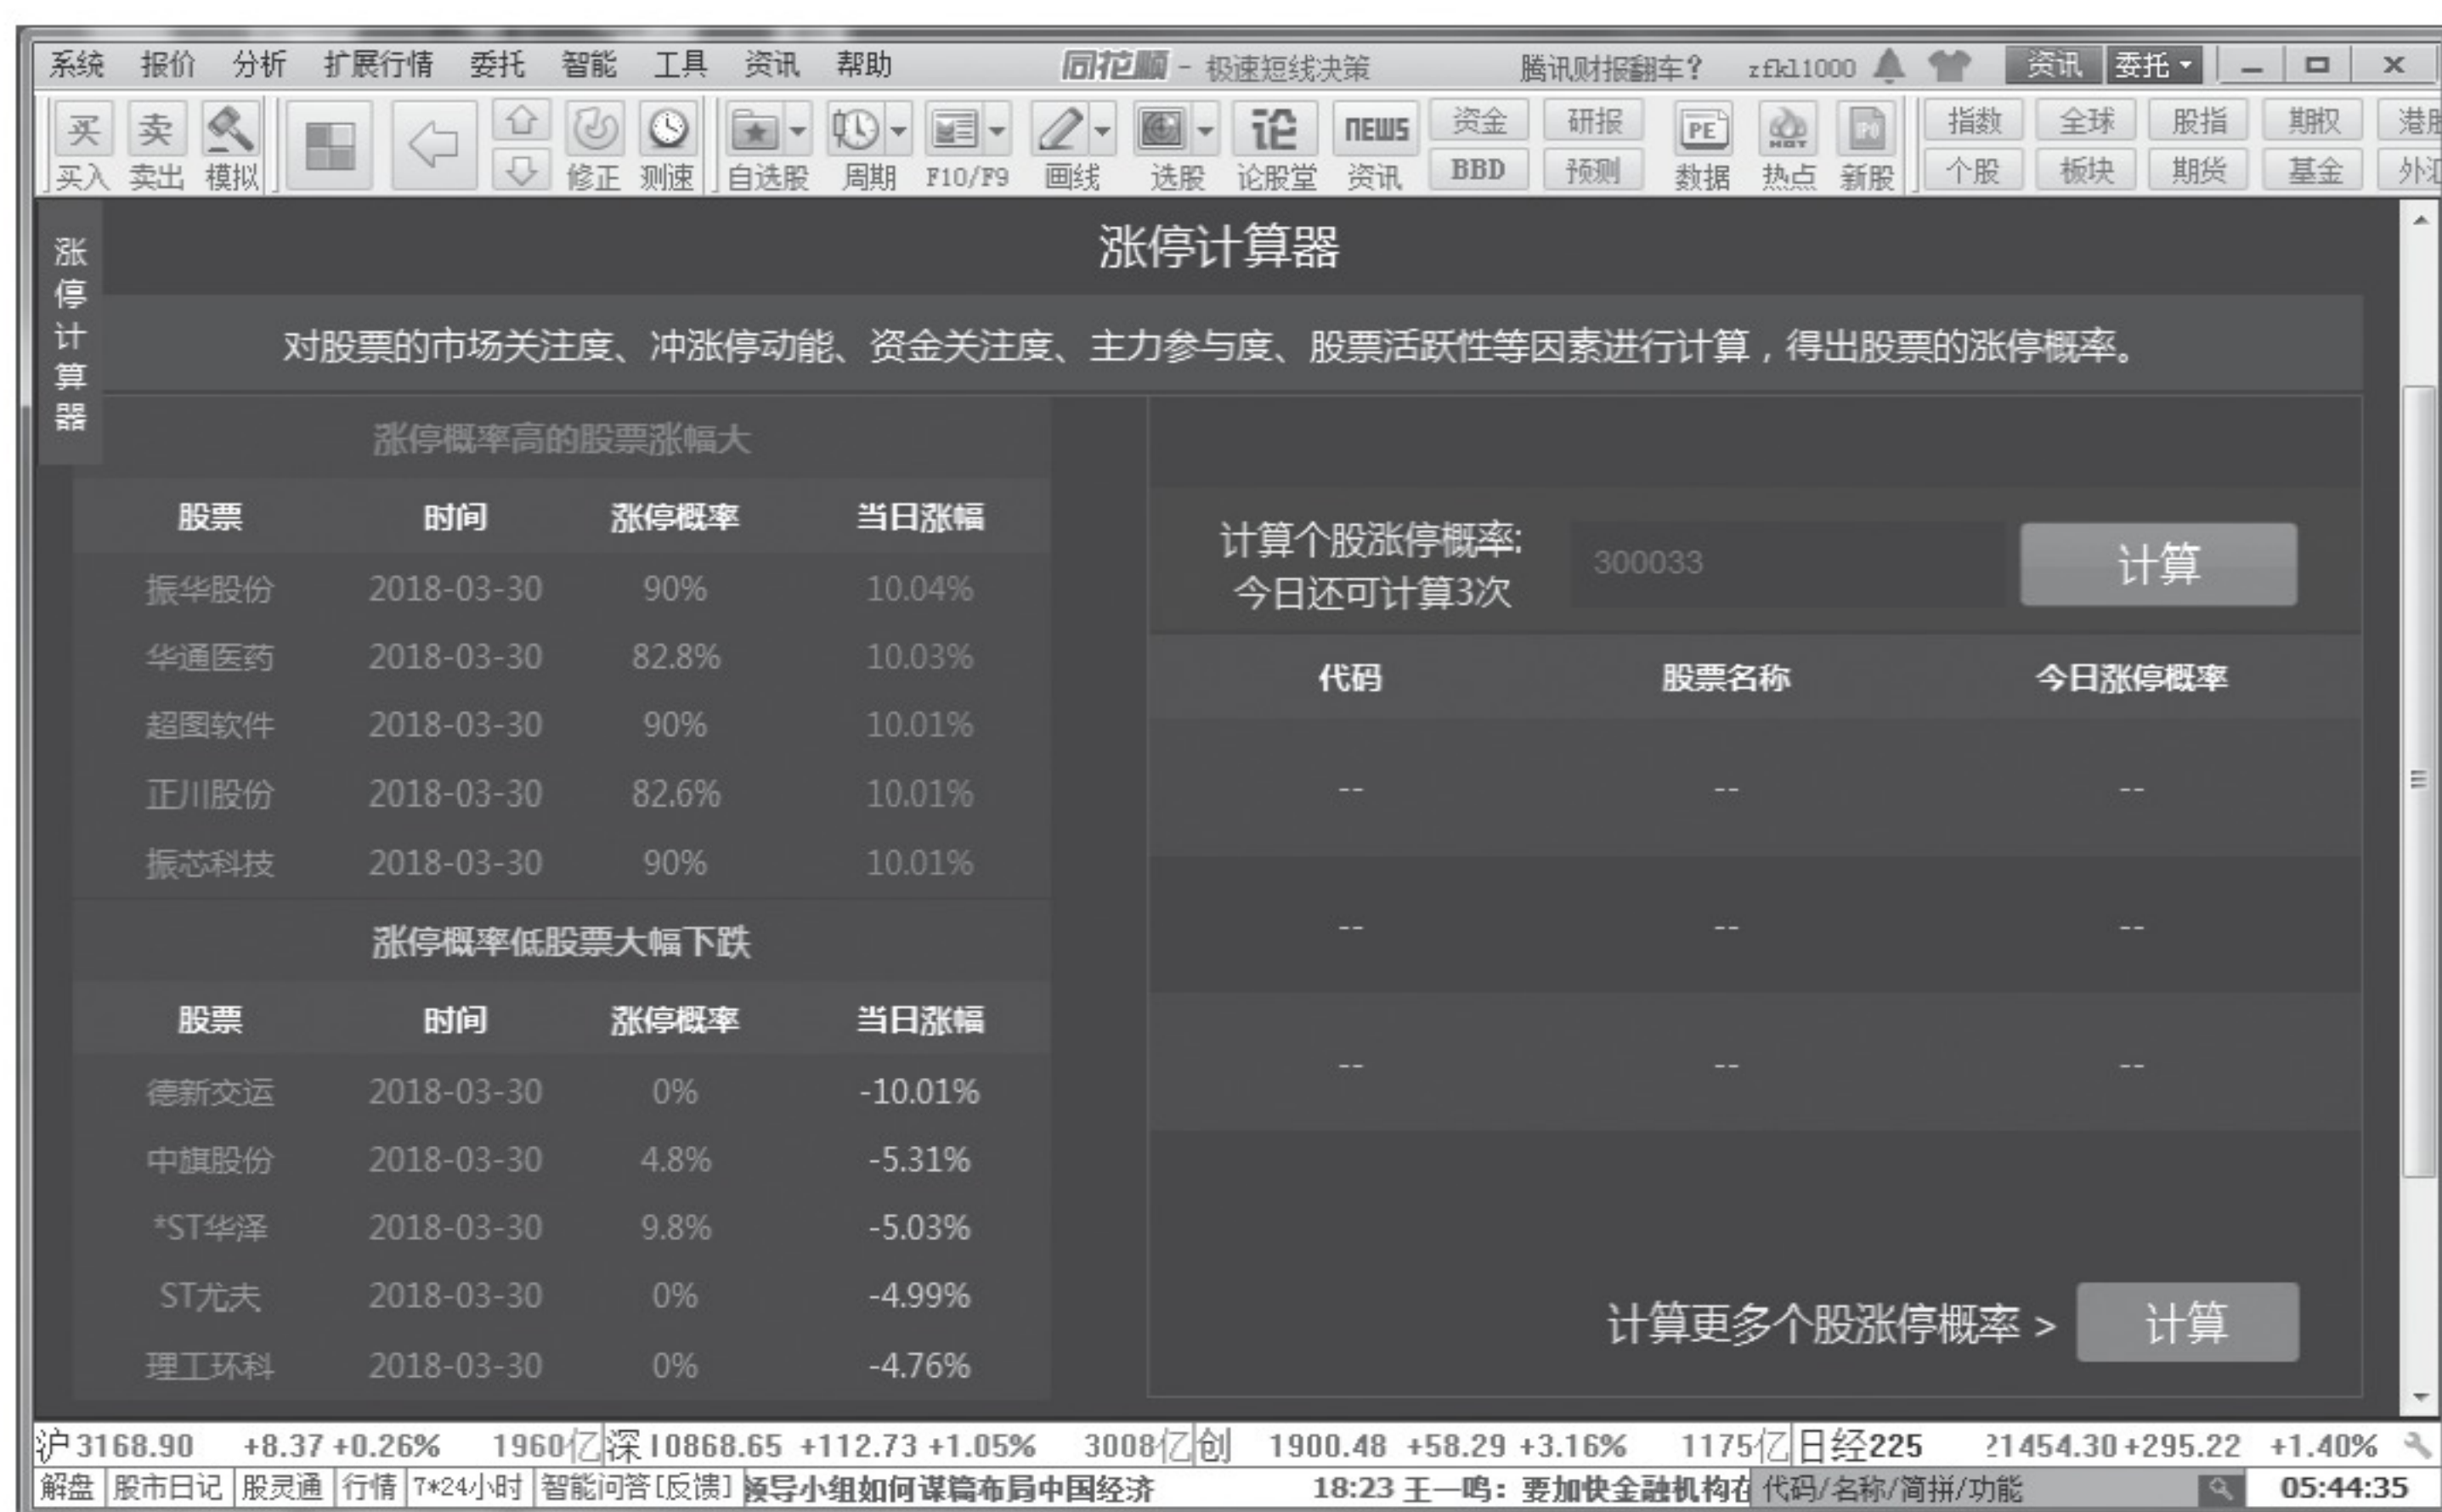 系统 报价 分析 扩展行情 委托 智能 工具 资讯 帮助 同花顺 - 极速短线决策 腾讯财报翻车? zfkl1000 资讯 委托
买 卖 论 NEWS 资金 研报 PE HOT IPO 指数 全球 股指 期权
买入 卖出 模拟 修正 测速 自选股 周期 F10/F9 画线 选股 论股堂 资讯 BBD 预测 数据 热点 新股 个股 板块 期货 基金
涨停计算器
涨停计算器
对股票的市场关注度、冲涨停动能、资金关注度、主力参与度、股票活跃性等因素进行计算，得出股票的涨停概率。
涨停概率高的股票涨幅大
股票 时间 涨停概率 当日涨幅
振华股份 2018-03-30 90% 10.04%
华通医药 2018-03-30 82.8% 10.03%
超图软件 2018-03-30 90% 10.01%
正川股份 2018-03-30 82.6% 10.01%
振芯科技 2018-03-30 90% 10.01%
涨停概率低股票大幅下跌
股票 时间 涨停概率 当日涨幅
德新交运 2018-03-30 0% -10.01%
中旗股份 2018-03-30 4.8% -5.31%
*ST华泽 2018-03-30 9.8% -5.03%
ST尤夫 2018-03-30 0% -4.99%
理工环科 2018-03-30 0% -4.76%
计算个股涨停概率:
今日还可计算3次
300033 计算
代码 股票名称 今日涨停概率
-- -- --
-- -- --
-- -- --
计算更多个股涨停概率 > 计算
沪3168.90 +8.37 +0.26% 1960亿 深10868.65 +112.73 +1.05% 3008亿 创 1900.48 +58.29 +3.16% 1175亿 日经225 21454.30 +295.22 +1.40%
解盘 股市日记 股灵通 行情 7*24小时 智能问答[反馈] 领导小组如何谋篇布局中国经济 18:23 王一鸣：要加快金融机构在 代码/名称/简拼/功能 05:44:35